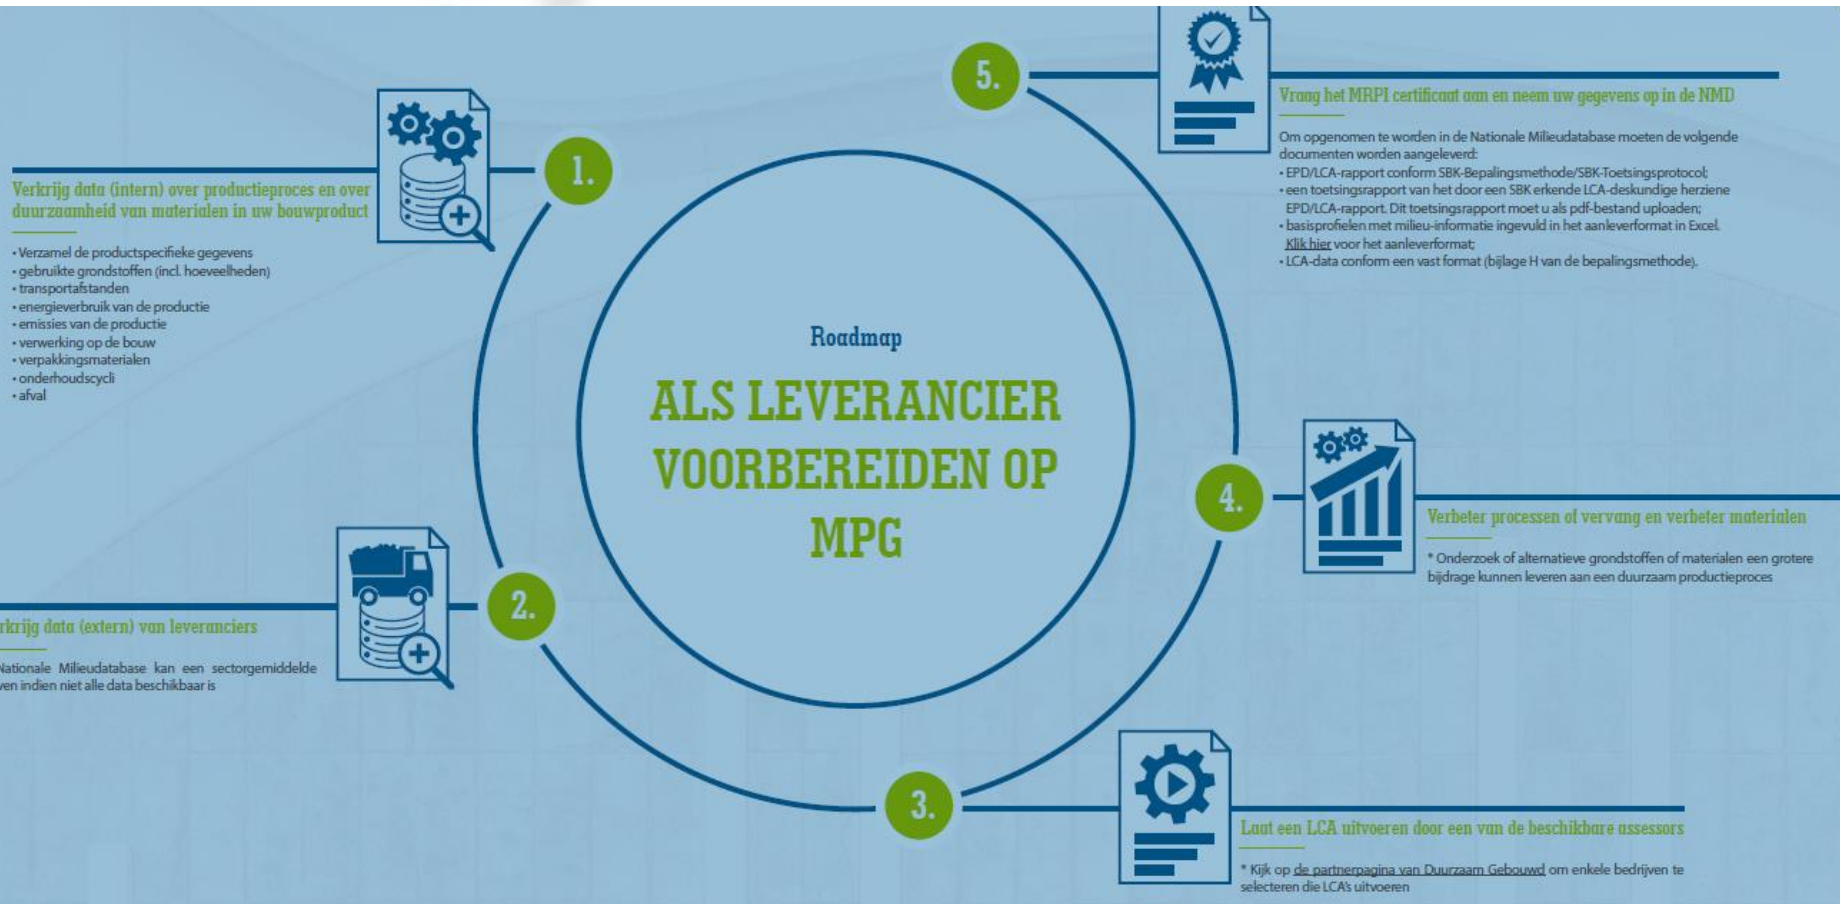 Roadmap
ALS LEVERANCIER
VOORBEREIDEN OP
MPG
1.
Verkrijg data (intern) over productieproces en over
duurzaamheid van materialen in uw bouwproduct
• Verzamel de productspecifieke gegevens
• gebruikte grondstoffen (incl. hoeveelheden)
• transportafstanden
• energieverbruik van de productie
• emissies van de productie
• verwerking op de bouw
• verpakkingsmaterialen
• onderhoudscycli
• afval
2.
data (extern) van leveranciers
Nationale Milieudatabase kan een sectorgemiddelde
indien niet alle data beschikbaar is
3.
Laat een LCA uitvoeren door een van de beschikbare assessors
* Kijk op de partnerpagina van Duurzaam Gebouwd om enkele bedrijven te
selecteren die LCA's uitvoeren
4.
Verbeter processen of vervang en verbeter materialen
* Onderzoek of alternatieve grondstoffen of materialen een grotere
bijdrage kunnen leveren aan een duurzaam productieproces
5.
Vraag het MRPI certificaat aan en neem uw gegevens op in de NMD
Om opgenomen te worden in de Nationale Milieudatabase moeten de volgende
documenten worden aangeleverd:
• EPD/LCA-rapport conform SBK-Bepalingsmethode/SBK-Toetsingsprotocol;
• een toetsingsrapport van het door een SBK erkende LCA-deskundige herziene
EPD/LCA-rapport. Dit toetsingsrapport moet u als pdf-bestand uploaden;
• basisprofielen met milieu-informatie ingevuld in het aanleverformat in Excel.
Klik hier voor het aanleverformat;
• LCA-data conform een vast format (bijlage H van de bepalingsmethode).